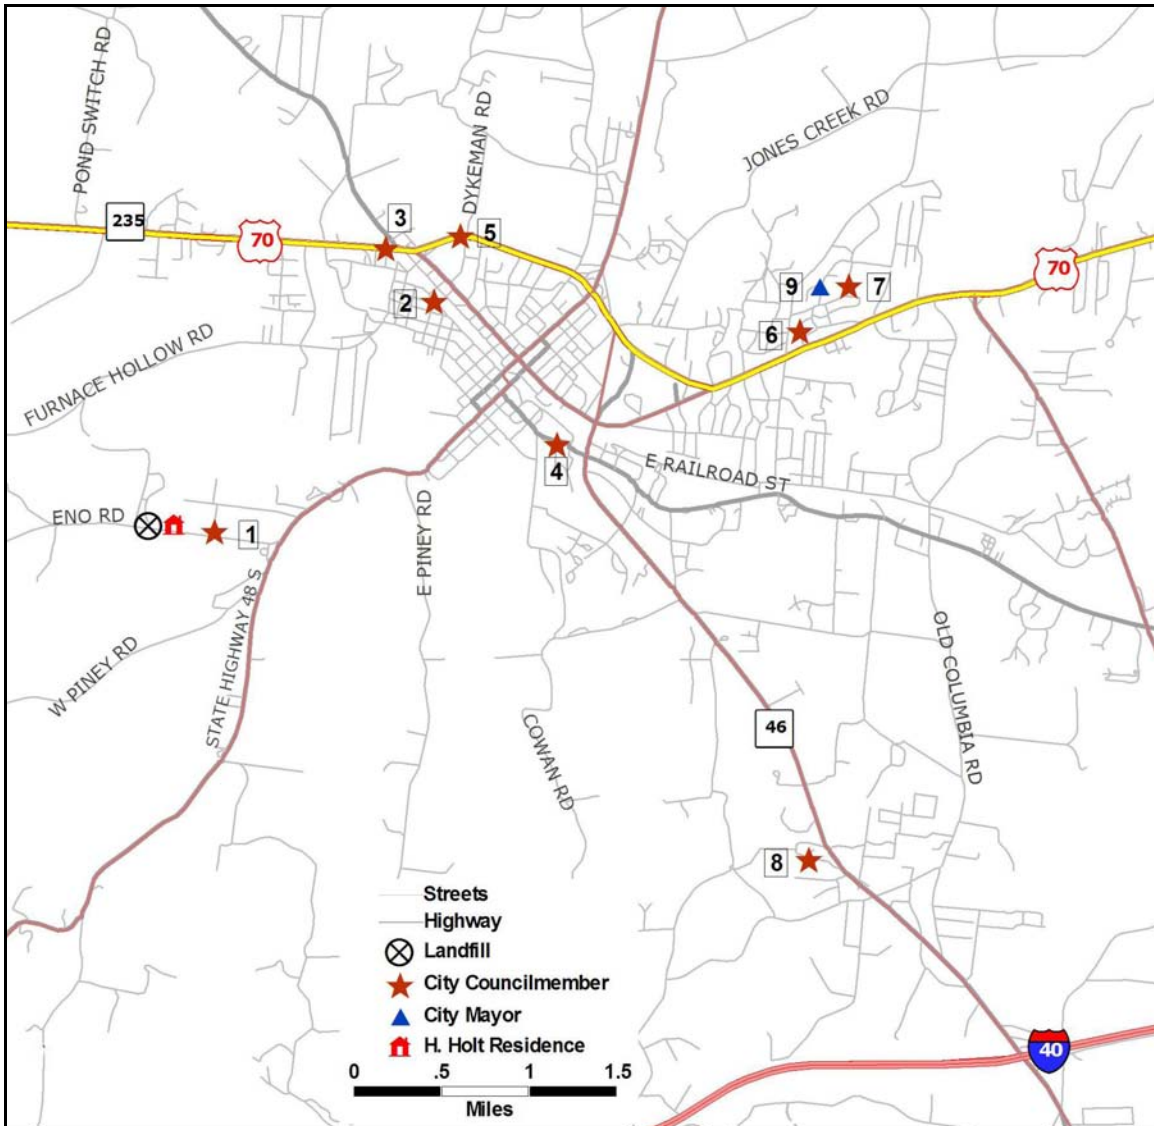 POND SWITCH RD
DYKEMAN RD
JONES CREEK RD
235
70
3
5
2
9
7
6
70
FURNACE HOLLOW RD
4
E RAILROAD ST
ENO RD
1
E PINEY RD
STATE HIGHWAY 48 S
W PINEY RD
OLD COLUMBIA RD
COWAN RD
46
8
Streets
Highway
Landfill
City Councilmember
City Mayor
H. Holt Residence
0 .5 1 1.5
Miles
40